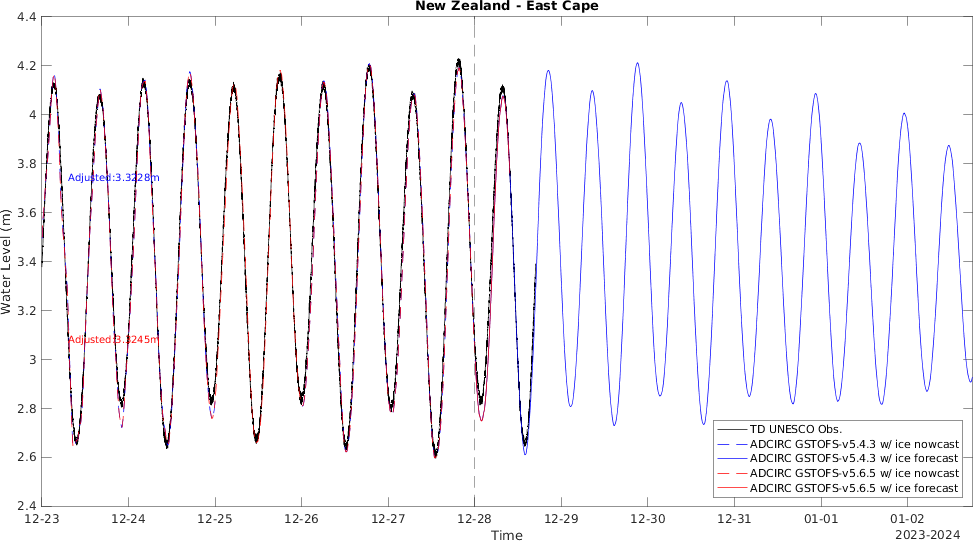 New Zealand - East Cape
4.4
4.2
4
3.8
3.6
3.4
3.2
3
2.8
2.6
2.4
Water Level (m)
Adjusted:3.3228m
Adjusted:3.3245m
TD UNESCO Obs.
ADCIRC GSTOFS-v5.4.3 w/ ice nowcast
ADCIRC GSTOFS-v5.4.3 w/ ice forecast
ADCIRC GSTOFS-v5.6.5 w/ ice nowcast
ADCIRC GSTOFS-v5.6.5 w/ ice forecast
12-23 12-24 12-25 12-26 12-27 12-28 12-29 12-30 12-31 01-01 01-02
Time
2023-2024